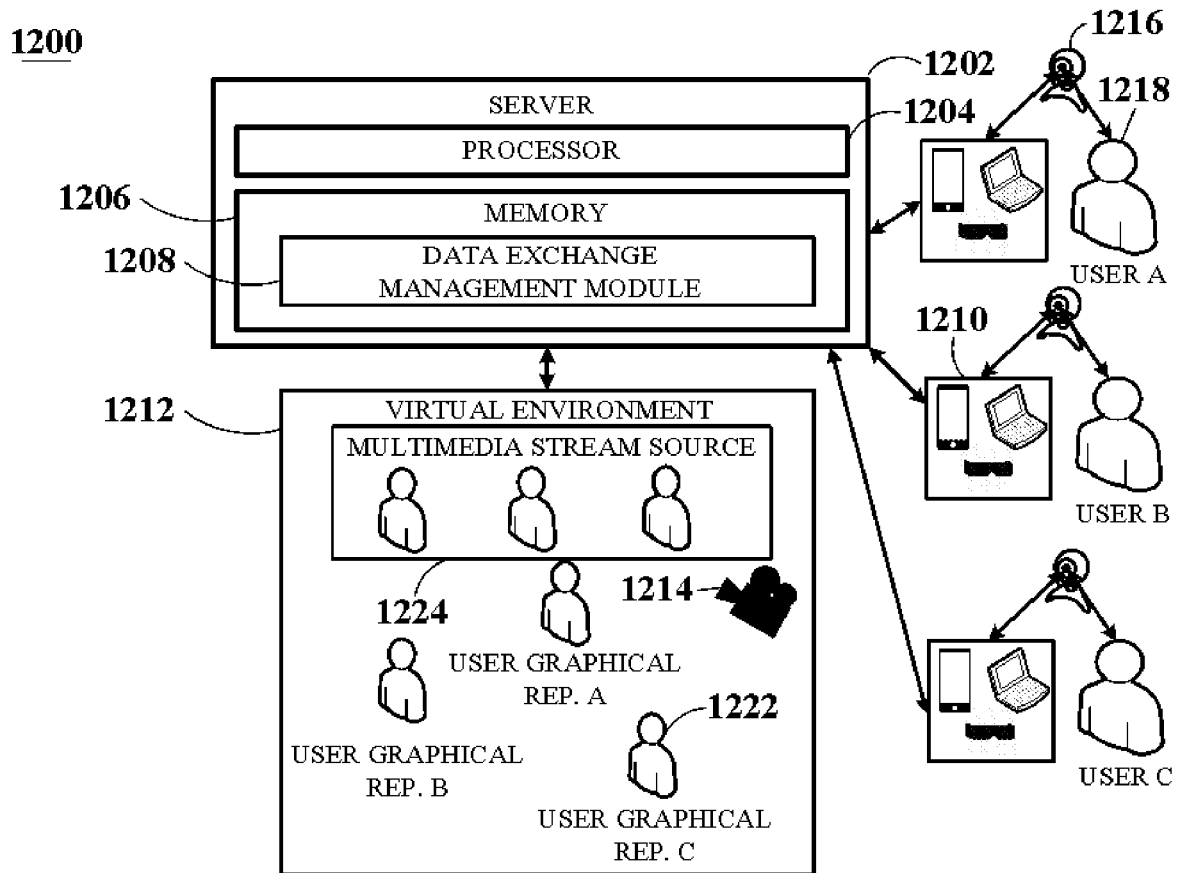 1200
1216
1202
SERVER
1218
1204
PROCESSOR
1206
MEMORY
1208
DATA EXCHANGE
MANAGEMENT MODULE
USER A
1210
1212
VIRTUAL ENVIRONMENT
MULTIMEDIA STREAM SOURCE
USER B
1224
1214
USER GRAPHICAL
REP. A
1222
USER GRAPHICAL
REP. B
USER C
USER GRAPHICAL
REP. C